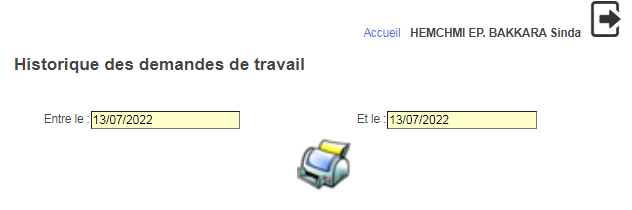 Accueil HEMCHMI EP. BAKKARA Sinda
Historique des demandes de travail
Entre le : 13/07/2022 Et le : 13/07/2022